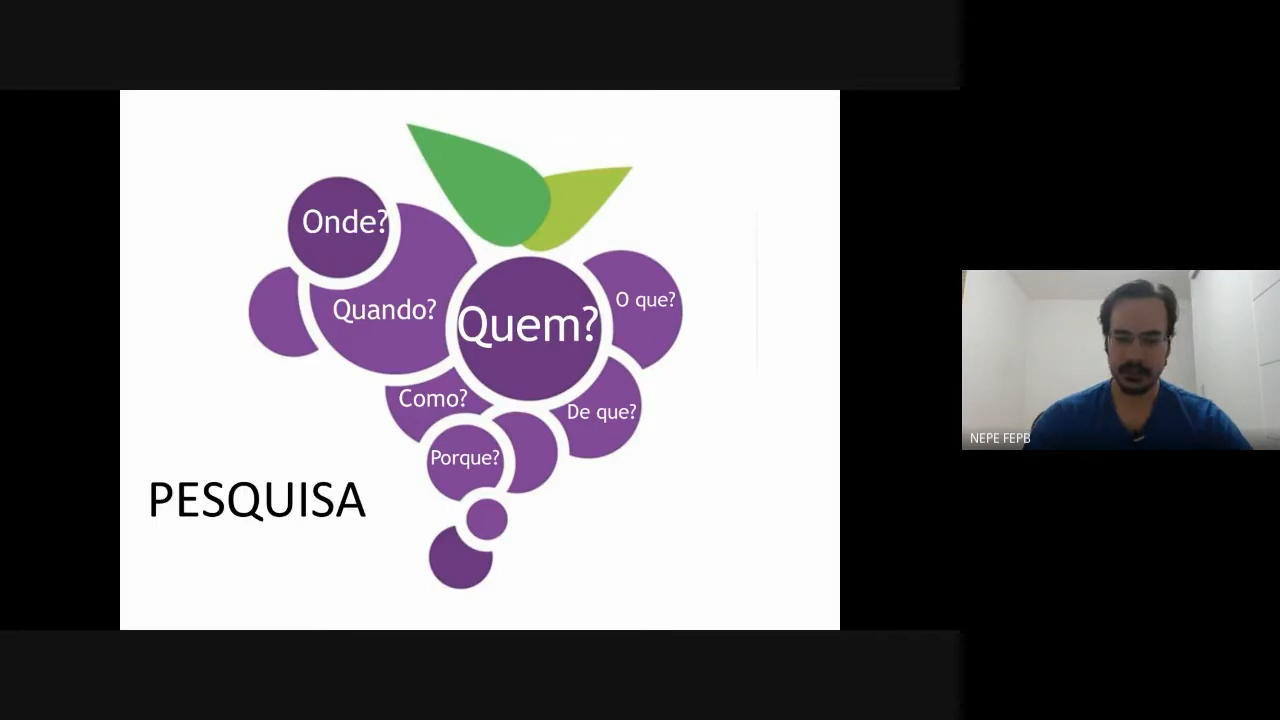 Onde?
Quando?
Quem?
O que?
Como?
De que?
Porque?
PESQUISA
NEPE FEPB